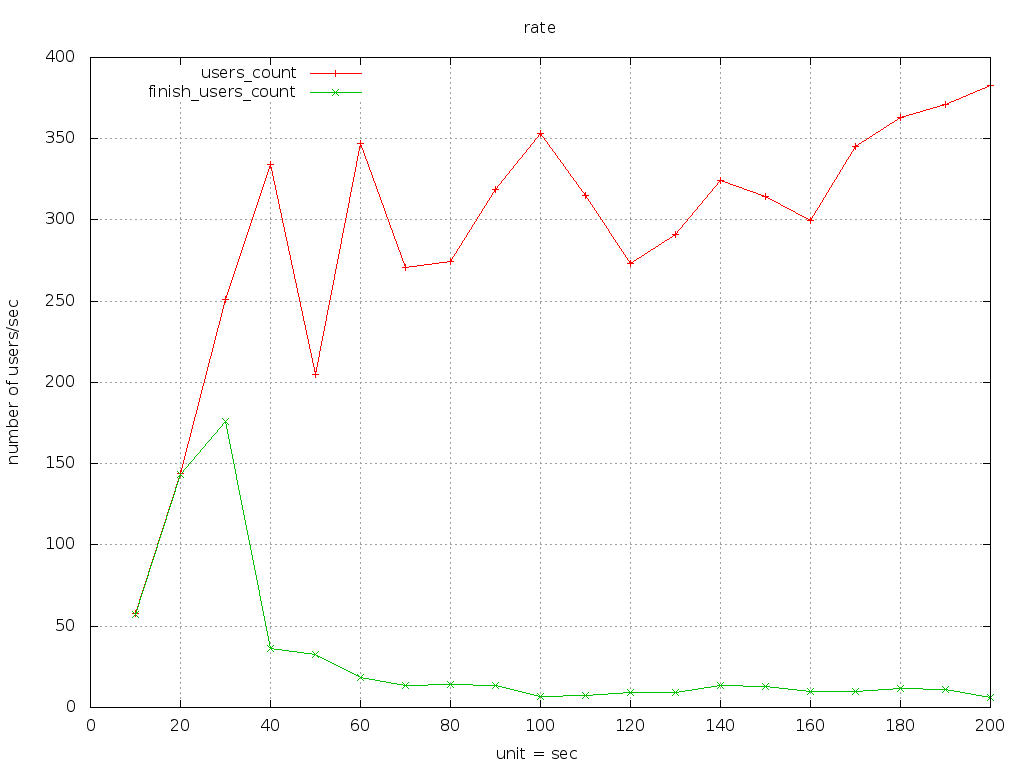 rate
users_count
finish_users_count
400
350
300
250
200
150
100
50
0
number of users/sec
0 20 40 60 80 100 120 140 160 180 200
unit = sec